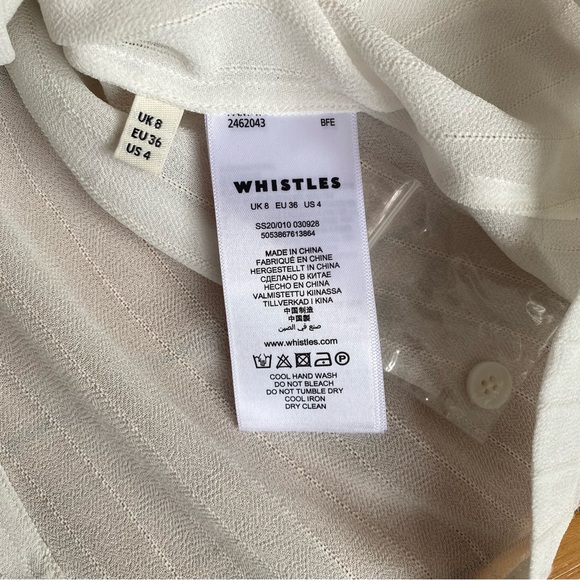 UK 8
EU 36
US 4
2462043 BFE
WHISTLES
UK 8 EU 36 US 4
SS20/010 030928
5053867613864
MADE IN CHINA
FABRIQUÉ EN CHINE
HERGESTELLT IN CHINA
СДЕЛАНО В КИТАЕ
HECHO EN CHINA
VALMISTETTU KIINASSA
TILLVERKAD I KINA
中国制造
中国製
صنع في الصين
www.whistles.com
COOL HAND WASH
DO NOT BLEACH
DO NOT TUMBLE DRY
COOL IRON
DRY CLEAN